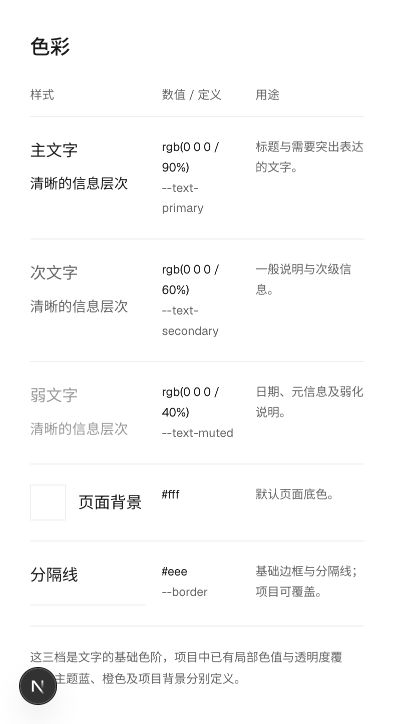 色彩
样式
数值 / 定义
用途
主文字
清晰的信息层次
rgb(0 0 0 /
90%)
--text-
primary
标题与需要突出表达
的文字。
次文字
清晰的信息层次
rgb(0 0 0 /
60%)
--text-
secondary
一般说明与次级信
息。
弱文字
清晰的信息层次
rgb(0 0 0 /
40%)
--text-muted
日期、元信息及弱化
说明。
页面背景
#fff
默认页面底色。
分隔线
#eee
--border
基础边框与分隔线；
项目可覆盖。
这三档是文字的基础色阶，项目中已有局部色值与透明度覆
主题蓝、橙色及项目背景分别定义。
N